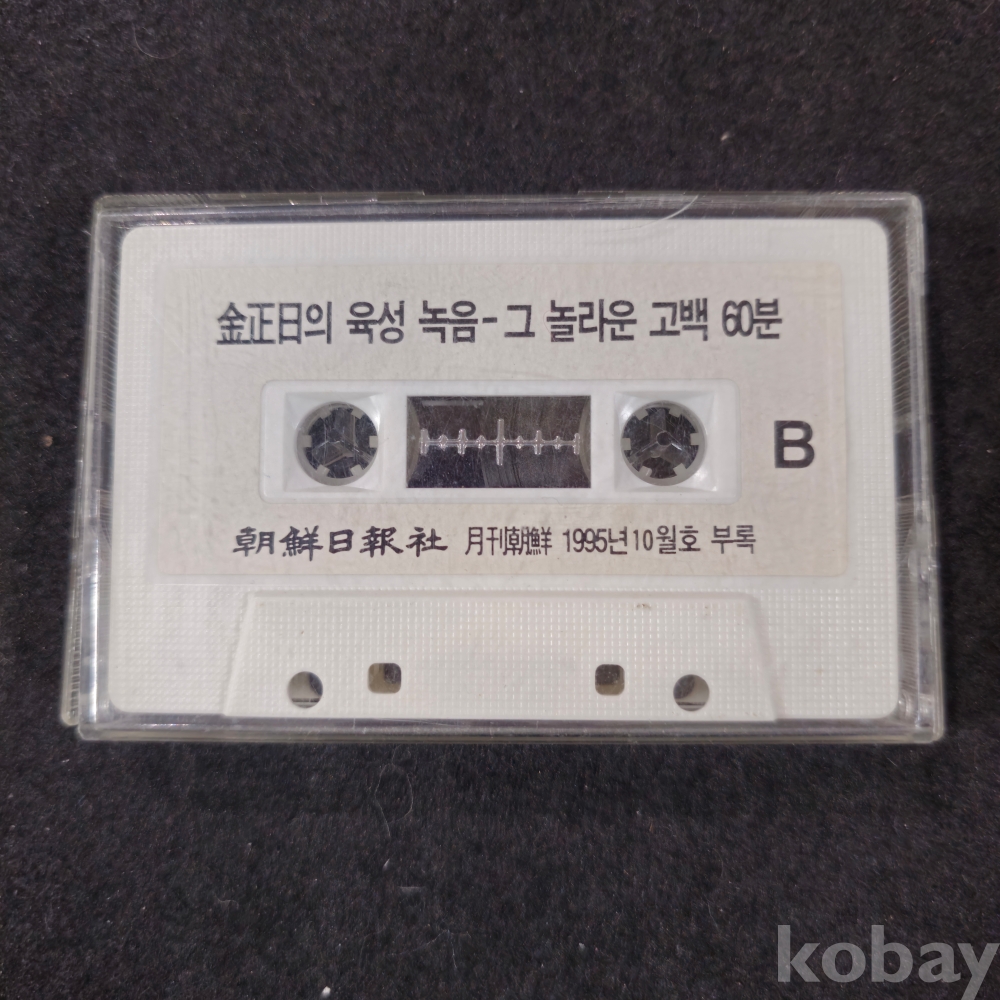 金正日의 육성 녹음-그 놀라운 고백 60분
B
朝鮮日報社 月刊朝鮮 1995년10월호 부록
kobay